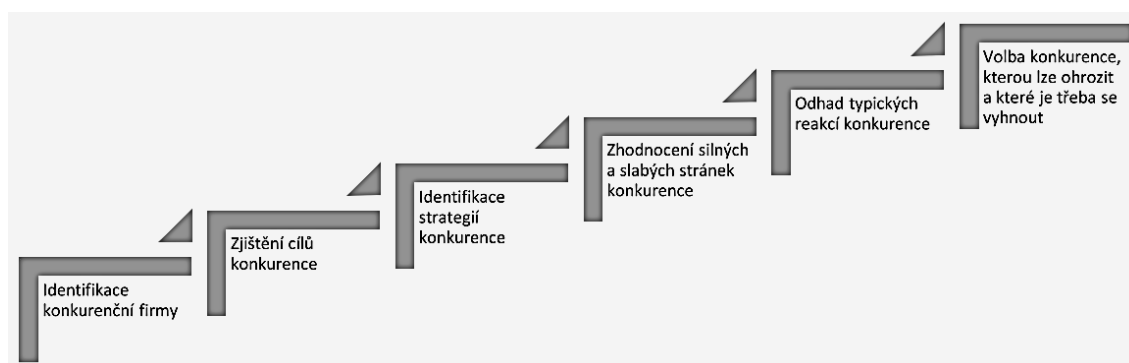 Identifikace
konkurenční firmy
Zjištění cílů
konkurence
Identifikace
strategií
konkurence
Zhodnocení silných
a slabých stránek
konkurence
Odhad typických
reakcí konkurence
Volba konkurence,
kterou lze ohrozit
a které je třeba se
vyhnout